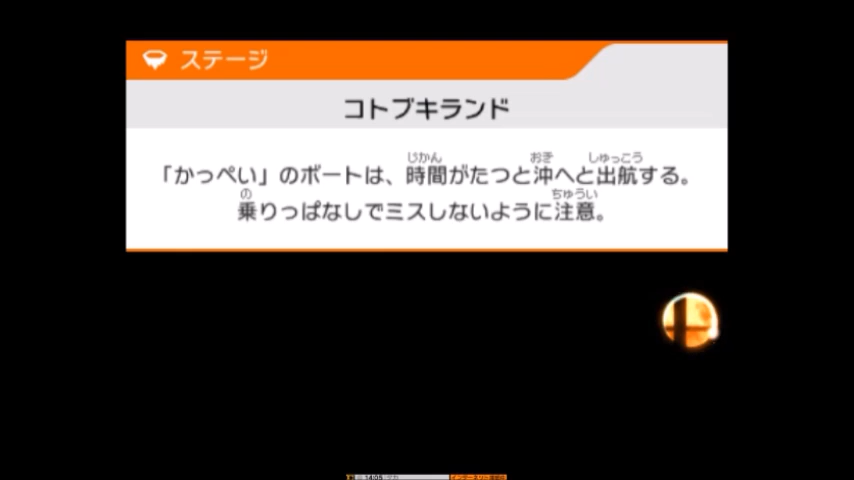 ステージ
コトブキランド
「かっぺい」のボートは、時間がたつと沖へと出航する。
乗りっぱなしでミスしないように注意。